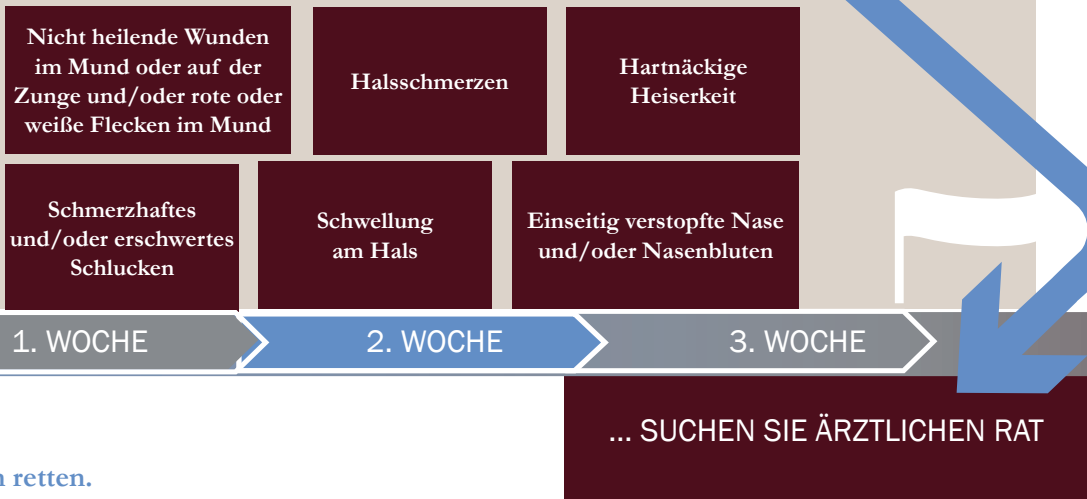 Nicht heilende Wunden
im Mund oder auf der
Zunge und/oder rote oder
weiße Flecken im Mund
Halsschmerzen
Hartnäckige
Heiserkeit
Schmerzhaftes
und/oder erschwertes
Schlucken
Schwellung
am Hals
Einseitig verstopfte Nase
und/oder Nasenbluten
1. WOCHE
2. WOCHE
3. WOCHE
... SUCHEN SIE ÄRZTLICHEN RAT
retten.